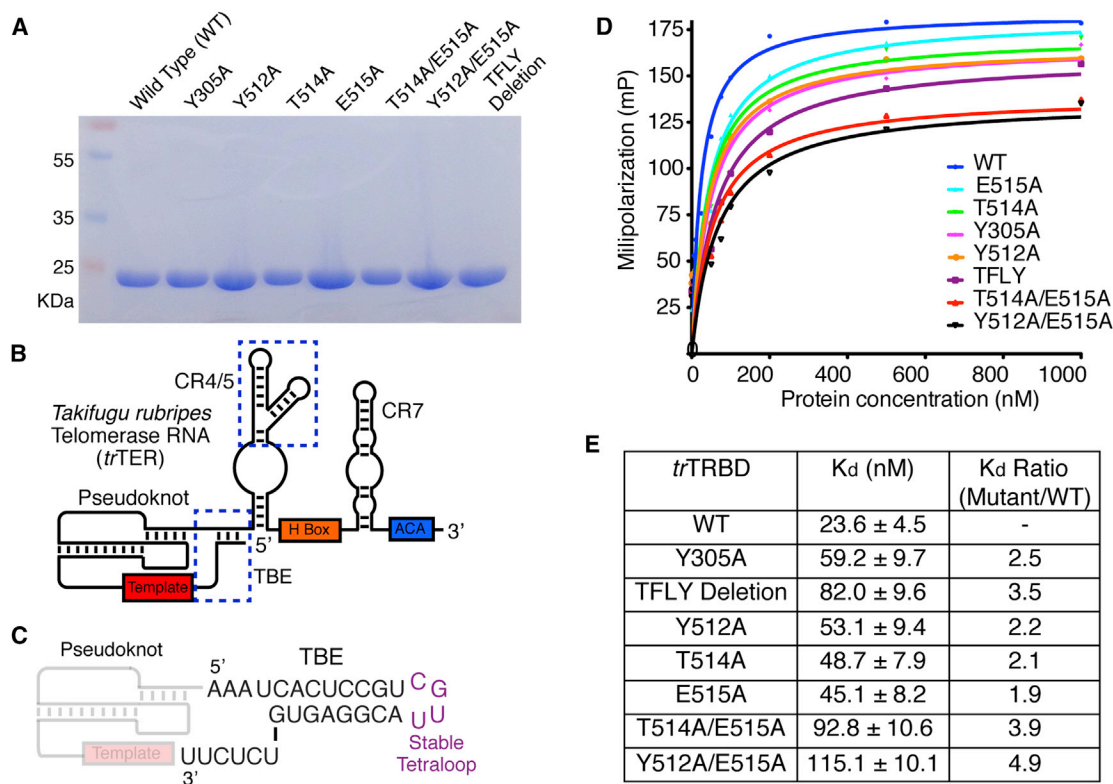 A
Wild Type (WT)
Y305A
Y512A
T514A
E515A
T514A/E515A
Y512A/E515A
TFLY
Deletion
55
35
25
KDa
B
CR4/5
Takifugu rubripes
Telomerase RNA
(trTER)
CR7
Pseudoknot
5’
H Box
ACA
3’
TBE
Template
C
Pseudoknot
5’
TBE
AAAUCACUCCGU
C G
GUGAGGCA
U U
Stable
Tetraloop
Template
UUCUCU
3’
D
Milipolarization (mP)
175
150
125
100
75
50
25
0
0
200
400
600
800
1000
Protein concentration (nM)
WT
E515A
T514A
Y305A
Y512A
TFLY
T514A/E515A
Y512A/E515A
E
trTRBD Kd (nM) Kd Ratio
(Mutant/WT)
WT 23.6 ± 4.5 -
Y305A 59.2 ± 9.7 2.5
TFLY Deletion 82.0 ± 9.6 3.5
Y512A 53.1 ± 9.4 2.2
T514A 48.7 ± 7.9 2.1
E515A 45.1 ± 8.2 1.9
T514A/E515A 92.8 ± 10.6 3.9
Y512A/E515A 115.1 ± 10.1 4.9